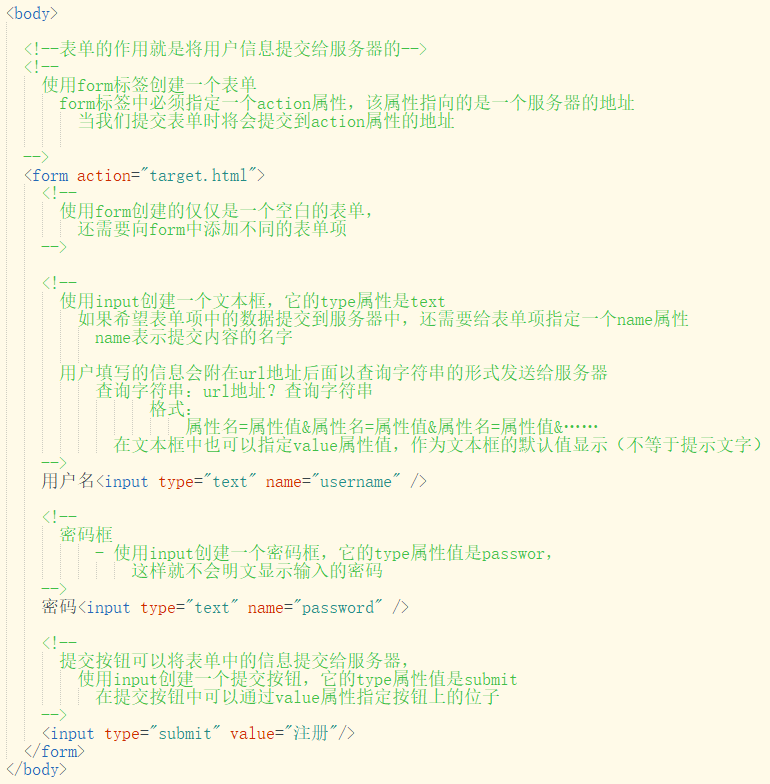 <body>
<!--表单的作用就是将用户信息提交给服务器的-->
<!--
使用form标签创建一个表单
form标签中必须指定一个action属性，该属性指向的是一个服务器的地址
当我们提交表单时将会提交到action属性的地址
-->
<form action="target.html">
<!--
使用form创建的仅仅是一个空白的表单，
还需要向form中添加不同的表单项
-->
<!--
使用input创建一个文本框，它的type属性是text
如果希望表单项中的数据提交到服务器中，还需要给表单项指定一个name属性
name表示提交内容的名字
用户填写的信息会附在url地址后面以查询字符串的形式发送给服务器
查询字符串：url地址？查询字符串
格式：
属性名=属性值&属性名=属性值&属性名=属性值&……
在文本框中也可以指定value属性值，作为文本框的默认值显示（不等于提示文字）
-->
用户名<input type="text" name="username" />
<!--
密码框
- 使用input创建一个密码框，它的type属性值是passwor，
这样就不会明文显示输入的密码
-->
密码<input type="text" name="password" />
<!--
提交按钮可以将表单中的信息提交给服务器，
使用input创建一个提交按钮，它的type属性值是submit
在提交按钮中可以通过value属性指定按钮上的位子
-->
<input type="submit" value="注册"/>
</form>
</body>